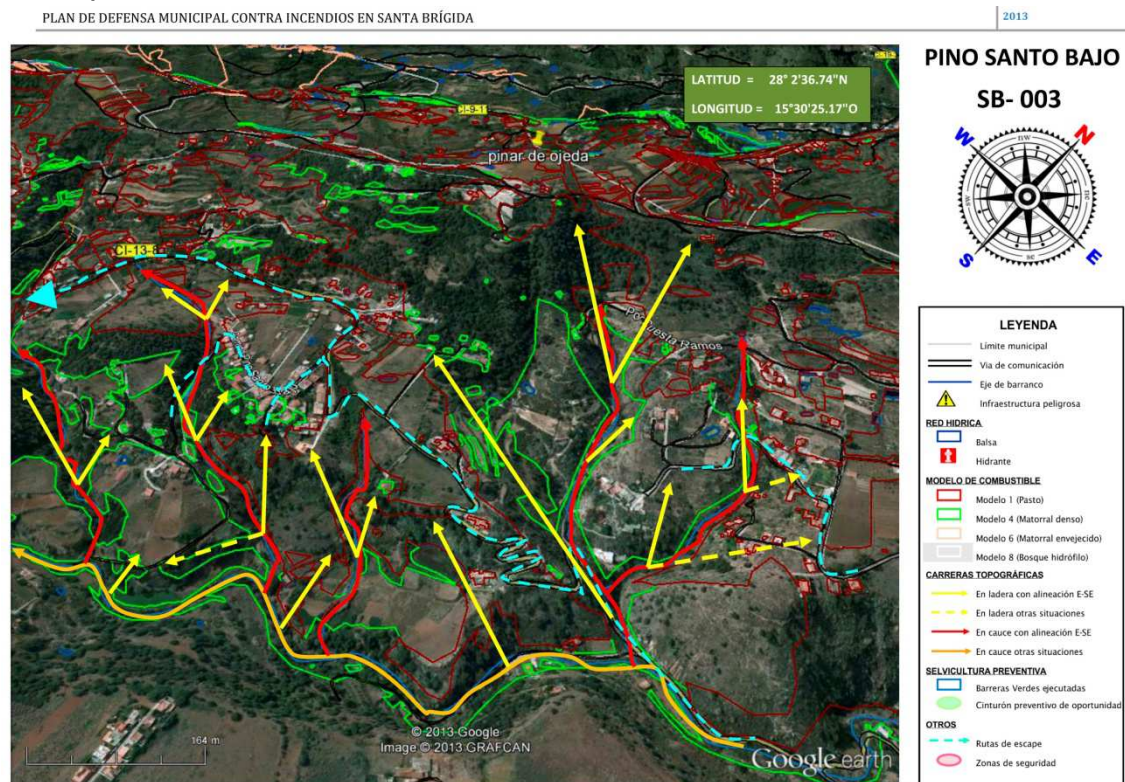 PLAN DE DEFENSA MUNICIPAL CONTRA INCENDIOS EN SANTA BRÍGIDA
2013
PINO SANTO BAJO
SB- 003
LATITUD = 28° 2'36.74"N
LONGITUD = 15°30'25.17"O
CI-9-11
pinar de ojeda
CI-13-8
Ramos
W
N
S
E
LEYENDA
Límite municipal
Via de comunicación
Eje de barranco
Infraestructura peligrosa
RED HIDRICA
Balsa
Hidrante
MODELO DE COMBUSTIBLE
Modelo 1 (Pasto)
Modelo 4 (Matorral denso)
Modelo 6 (Matorral envejecido)
Modelo 8 (Bosque hidrófilo)
CARRERAS TOPOGRÁFICAS
En ladera con alineación E-SE
En ladera otras situaciones
En cauce con alineación E-SE
En cauce otras situaciones
SELVICULTURA PREVENTIVA
Barreras Verdes ejecutadas
Cinturón preventivo de oportunidad
OTROS
Rutas de escape
Zonas de seguridad
164 m
© 2013 Google
Image © 2013 GRAFCAN
Google earth